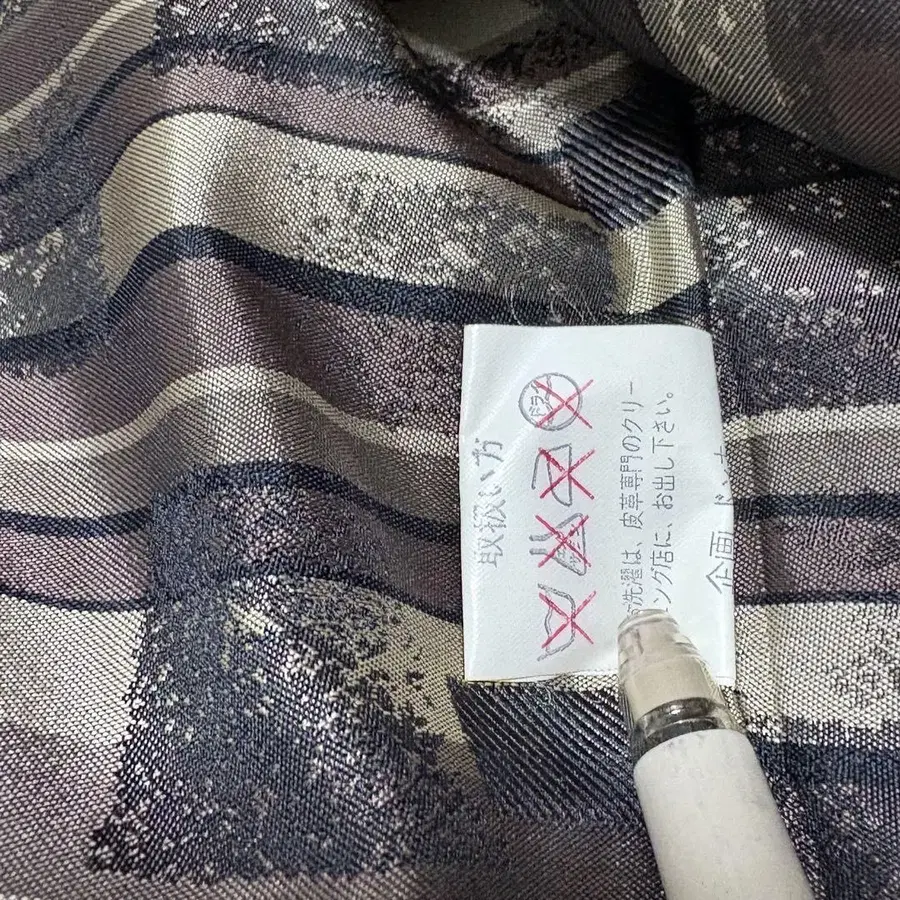 取扱い方
ドライ
洗濯は、皮革専門のクリー
ング店に、お出し下さい。
企画